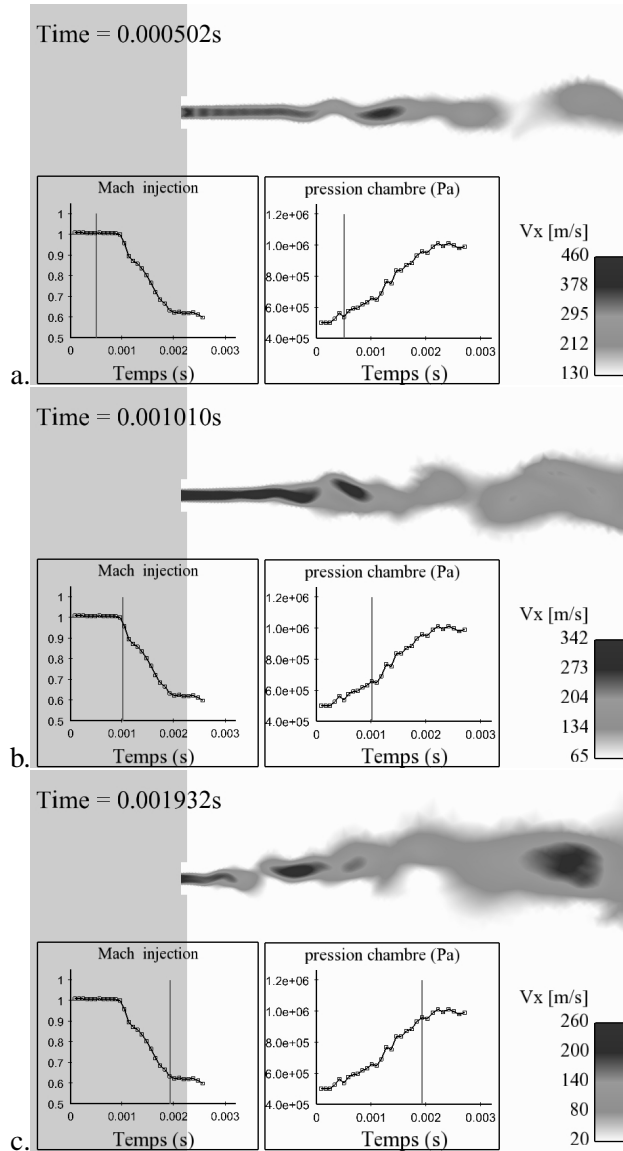 Time = 0.000502s
Mach injection
1
0.9
0.8
0.7
0.6
0.5
0 0.001 0.002 0.003
Temps (s)
pression chambre (Pa)
1.2e+06
1.0e+06
8.0e+05
6.0e+05
4.0e+05
0 0.001 0.002 0.003
Temps (s)
Vx [m/s]
460
378
295
212
130
a.
Time = 0.001010s
Mach injection
1
0.9
0.8
0.7
0.6
0.5
0 0.001 0.002 0.003
Temps (s)
pression chambre (Pa)
1.2e+06
1.0e+06
8.0e+05
6.0e+05
4.0e+05
0 0.001 0.002 0.003
Temps (s)
Vx [m/s]
342
273
204
134
65
b.
Time = 0.001932s
Mach injection
1
0.9
0.8
0.7
0.6
0.5
0 0.001 0.002 0.003
Temps (s)
pression chambre (Pa)
1.2e+06
1.0e+06
8.0e+05
6.0e+05
4.0e+05
0 0.001 0.002 0.003
Temps (s)
Vx [m/s]
260
200
140
80
20
c.